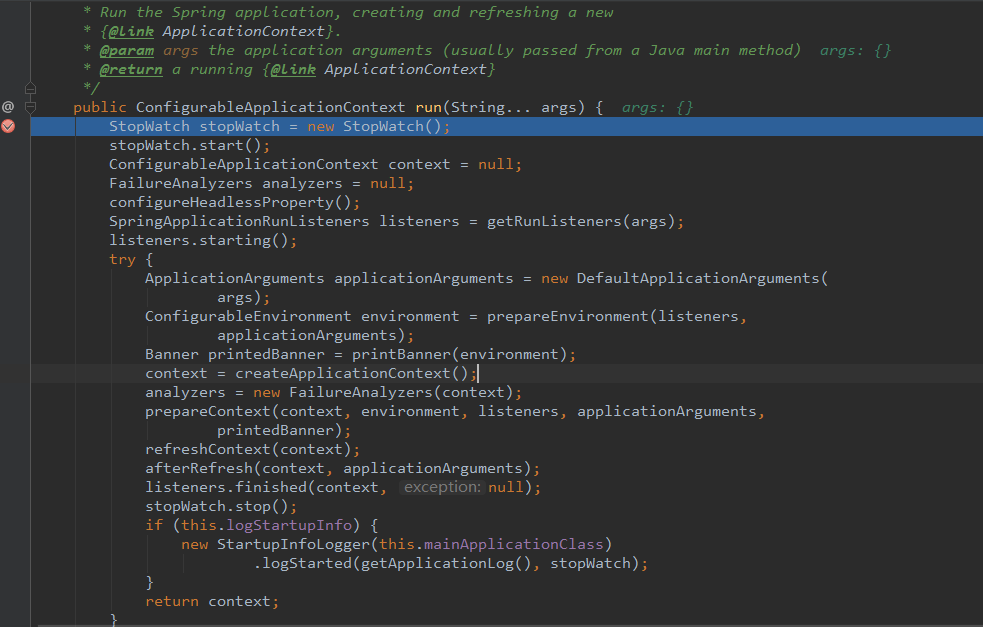 * Run the Spring application, creating and refreshing a new
* {@link ApplicationContext}.
* @param args the application arguments (usually passed from a Java main method)  args: {}
* @return a running {@link ApplicationContext}
*/
@ public ConfigurableApplicationContext run(String... args) {  args: {}
StopWatch stopWatch = new StopWatch();
stopWatch.start();
ConfigurableApplicationContext context = null;
FailureAnalyzers analyzers = null;
configureHeadlessProperty();
SpringApplicationRunListeners listeners = getRunListeners(args);
listeners.starting();
try {
ApplicationArguments applicationArguments = new DefaultApplicationArguments(
args);
ConfigurableEnvironment environment = prepareEnvironment(listeners,
applicationArguments);
Banner printedBanner = printBanner(environment);
context = createApplicationContext();
analyzers = new FailureAnalyzers(context);
prepareContext(context, environment, listeners, applicationArguments,
printedBanner);
refreshContext(context);
afterRefresh(context, applicationArguments);
listeners.finished(context, exception: null);
stopWatch.stop();
if (this.logStartupInfo) {
new StartupInfoLogger(this.mainApplicationClass)
.logStarted(getApplicationLog(), stopWatch);
}
return context;
}